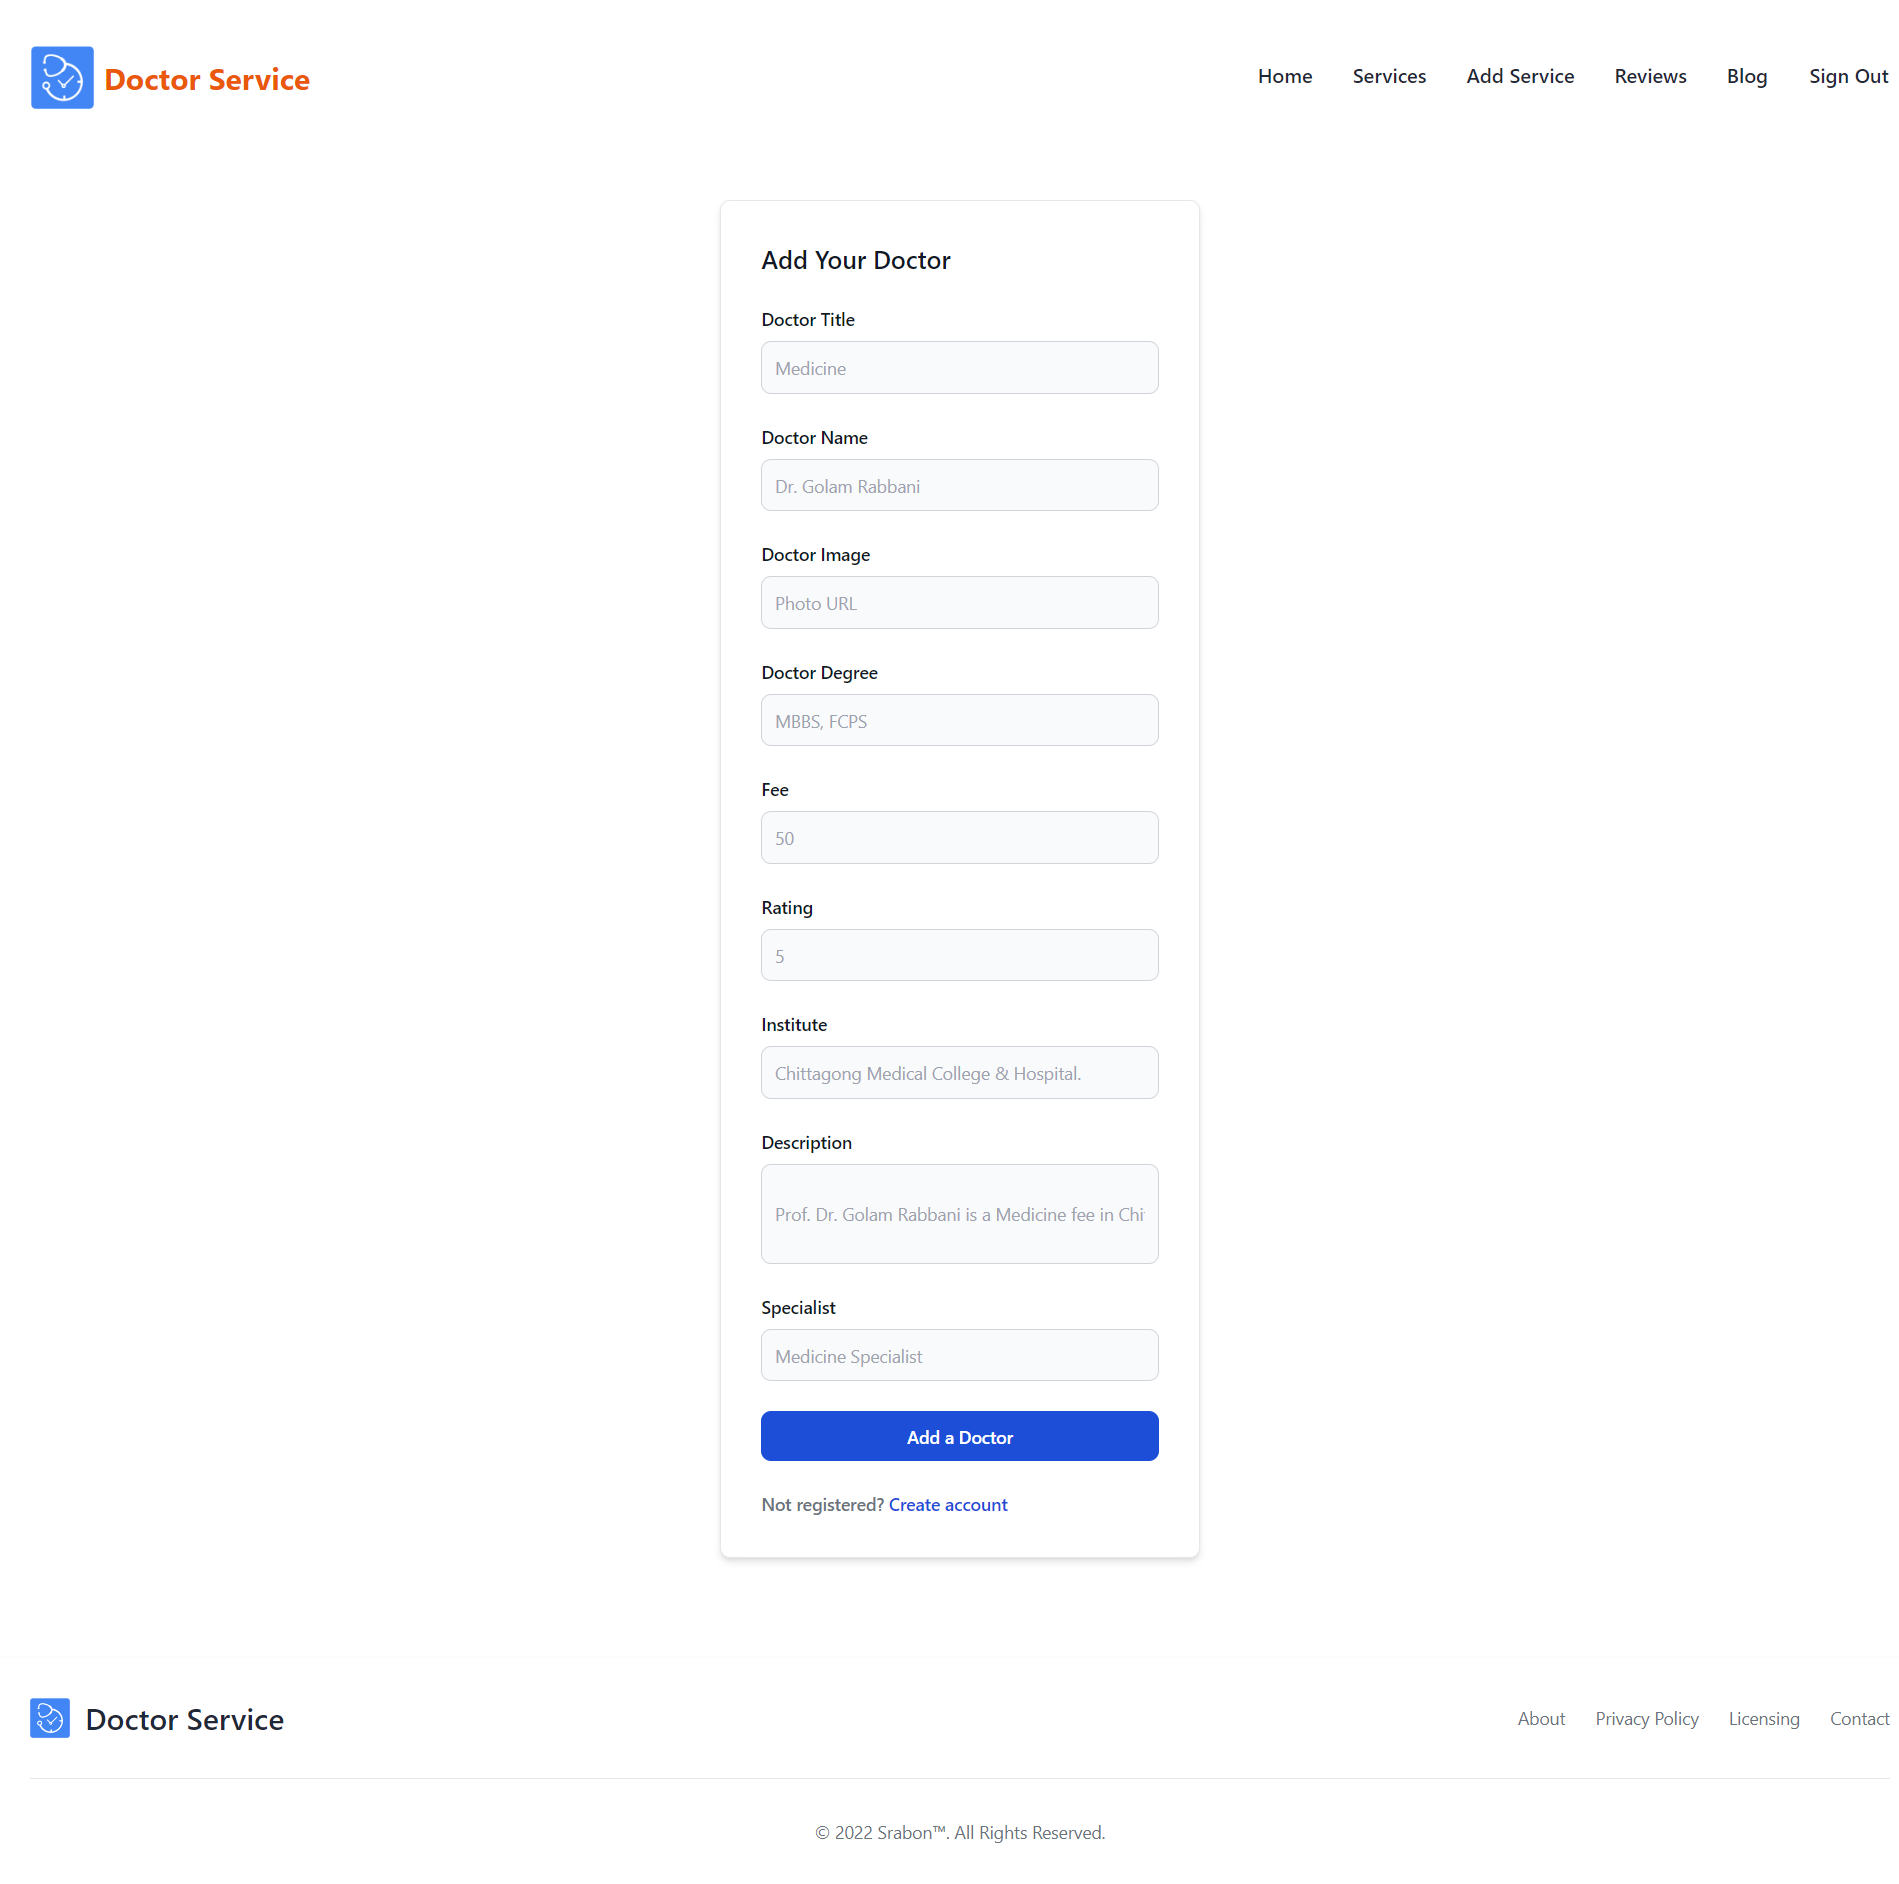 Doctor Service
Home Services Add Service Reviews Blog Sign Out
Add Your Doctor
Doctor Title
Medicine
Doctor Name
Dr. Golam Rabbani
Doctor Image
Photo URL
Doctor Degree
MBBS, FCPS
Fee
50
Rating
5
Institute
Chittagong Medical College & Hospital.
Description
Prof. Dr. Golam Rabbani is a Medicine fee in Chi
Specialist
Medicine Specialist
Add a Doctor
Not registered? Create account
Doctor Service
About Privacy Policy Licensing Contact
© 2022 Srabon™. All Rights Reserved.